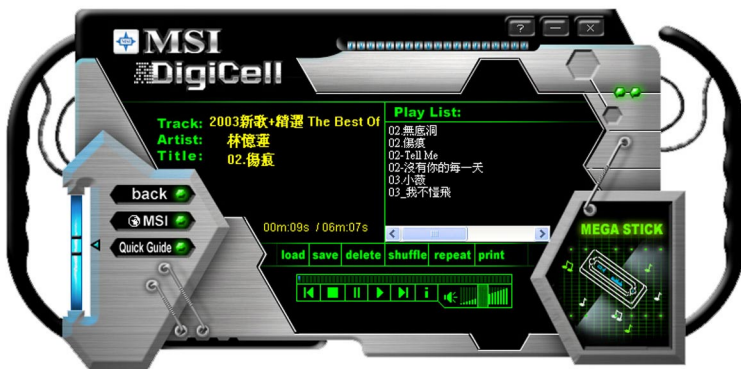 MSI
DigiCell
Track: 2003新歌+精選 The Best Of
Artist: 林憶蓮
Title: 02.傷痕
Play List:
02.無底洞
02.傷痕
02-Tell Me
02-沒有你的每一天
03.小薇
03_我不懂飛
back
MSI
Quick Guide
00m:09s / 06m:07s
load save delete shuffle repeat print
MEGA STICK